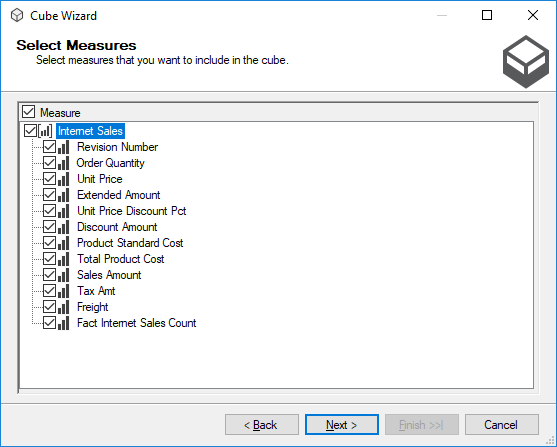 Cube Wizard
Select Measures
Select measures that you want to include in the cube.
Measure
Internet Sales
Revision Number
Order Quantity
Unit Price
Extended Amount
Unit Price Discount Pct
Discount Amount
Product Standard Cost
Total Product Cost
Sales Amount
Tax Amt
Freight
Fact Internet Sales Count
< Back Next > Finish >>| Cancel